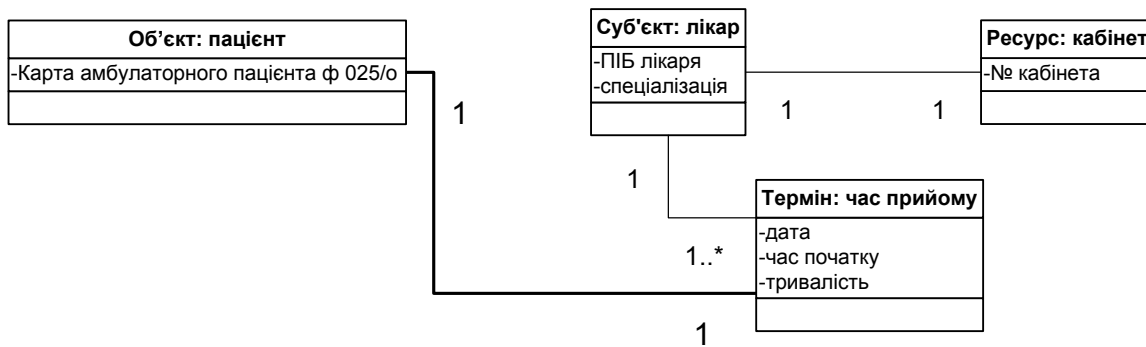 Об’єкт: пацієнт
-Карта амбулаторного пацієнта ф 025/о
1
Суб'єкт: лікар
-ПІБ лікаря
-спеціалізація
1
1
Ресурс: кабінет
-№ кабінета
1
Термін: час прийому
-дата
-час початку
-тривалість
1..*
1